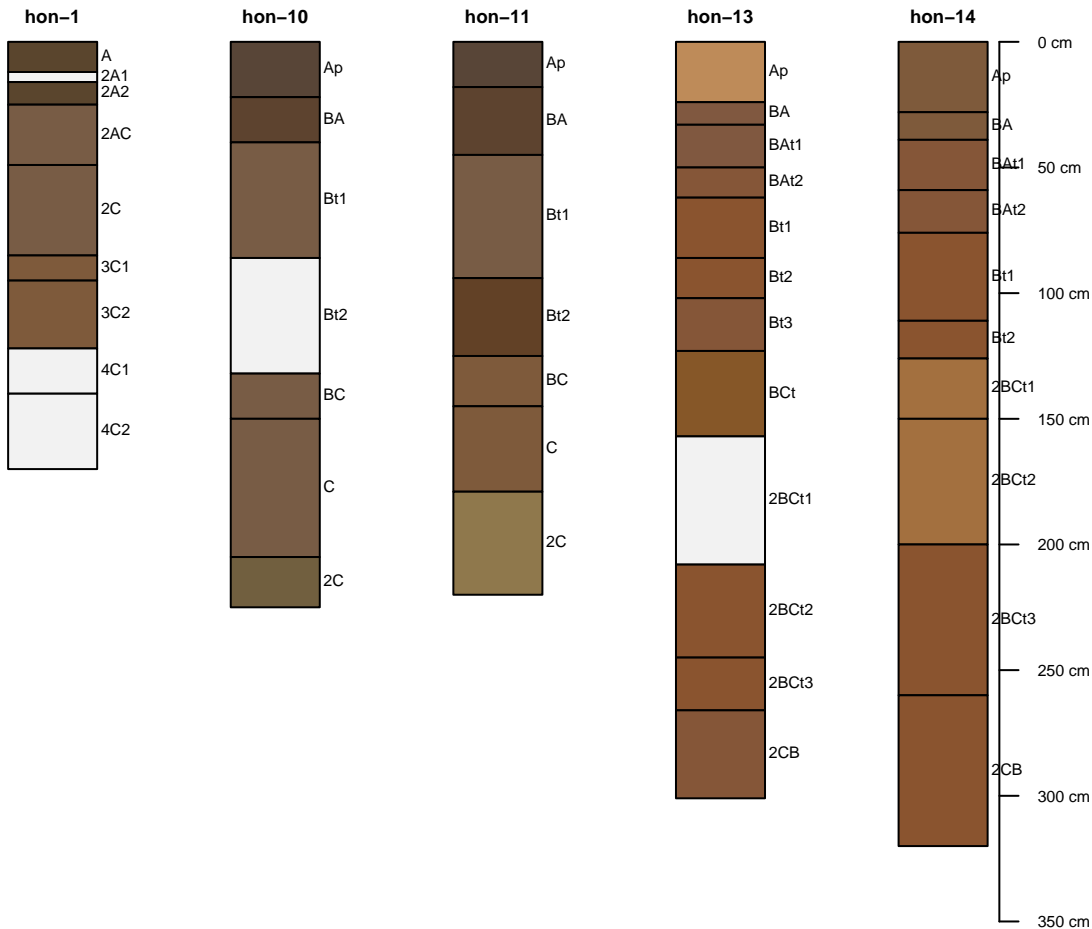 hon-1
A
2A1
2A2
2AC
2C
3C1
3C2
4C1
4C2
hon-10
Ap
BA
Bt1
Bt2
BC
C
2C
hon-11
Ap
BA
Bt1
Bt2
BC
C
2C
hon-13
Ap
BA
BAt1
BAt2
Bt1
Bt2
Bt3
BCt
2BCt1
2BCt2
2BCt3
2CB
hon-14
Ap
BA
BAt1
BAt2
Bt1
Bt2
2BCt1
2BCt2
2BCt3
2CB
0 cm
50 cm
100 cm
150 cm
200 cm
250 cm
300 cm
350 cm